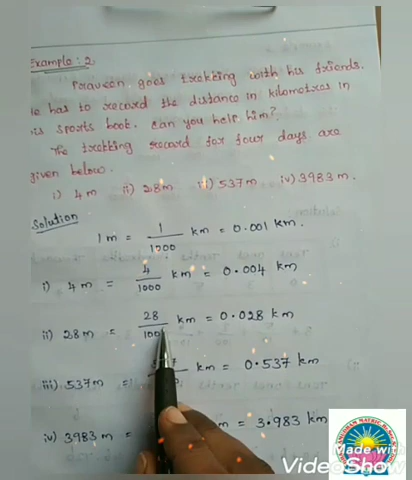 Example : 2
Praveen goes trekking with his friends.
He has to record the distance in kilometres in
his sports book. Can you help him?
The trekking record for four days are
given below.
i) 4 m ii) 28 m iii) 537 m iv) 3983 m.
Solution
1 m = 1/1000 km = 0.001 km.
i) 4 m = 4/1000 km = 0.004 km
ii) 28 m = 28/1000 km = 0.028 km
iii) 537 m = km = 0.537 km
iv) 3983 m = m = 3.983 km
Made with
VideoShow